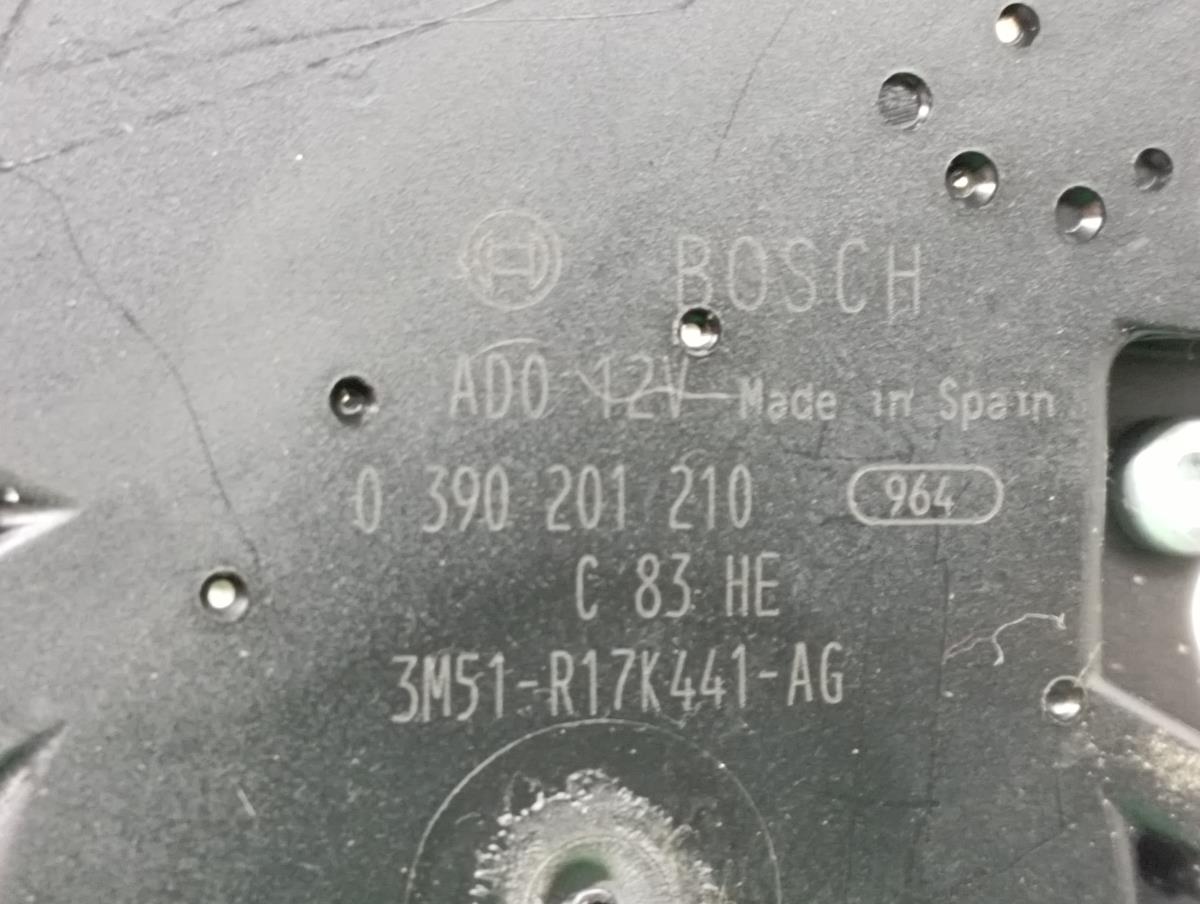 BOSCH
ADO 12V Made in Spain
0 390 201 210 964
C 83 HE
3M51-R17K441-AG